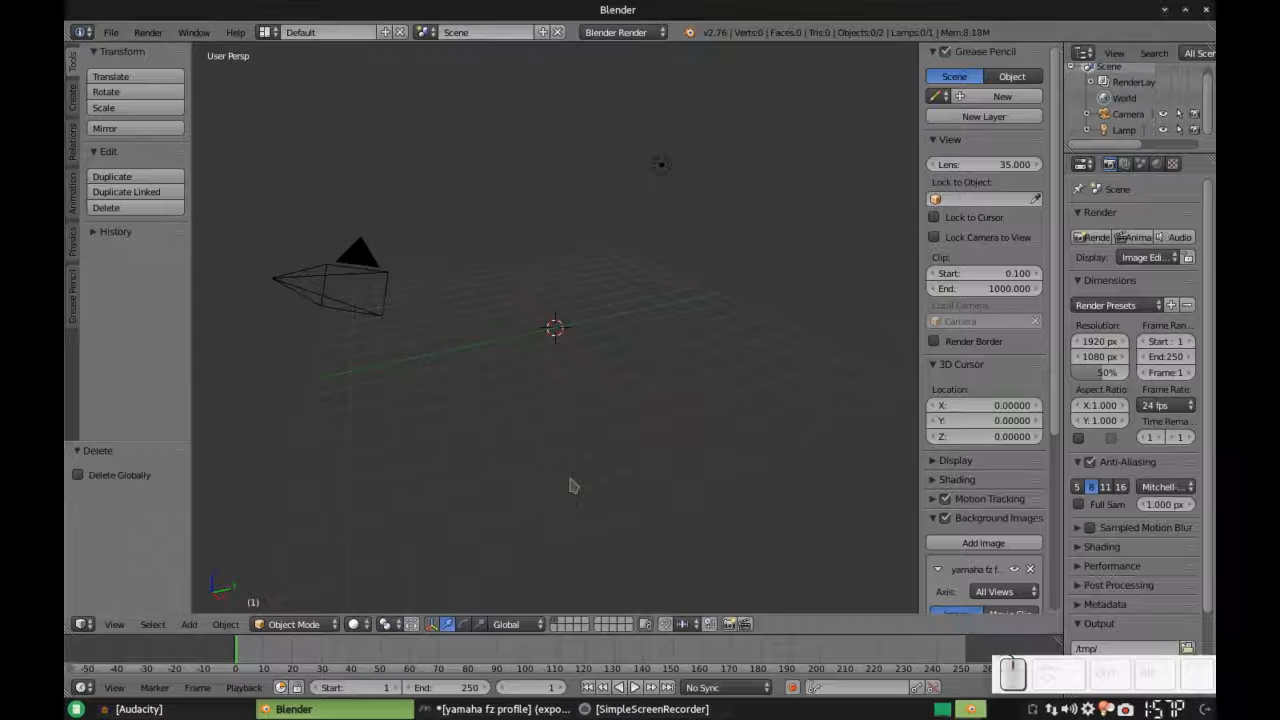 Blender
File Render Window Help Default Scene Blender Render v2.76 | Verts:0 | Faces:0 | Tris:0 | Objects:0/2 | Lamps:0/1 | Mem:8.18M
Tools
Create
Relations
Animation
Physics
Grease Pencil
Transform
Translate
Rotate
Scale
Mirror
Edit
Duplicate
Duplicate Linked
Delete
History
Delete
Delete Globally
User Persp
(1)
Grease Pencil
Scene Object
New
New Layer
View
Lens: 35.000
Lock to Object:
Lock to Cursor
Lock Camera to View
Clip:
Start: 0.100
End: 1000.000
Local Camera:
Camera
Render Border
3D Cursor
Location:
X: 0.00000
Y: 0.00000
Z: 0.00000
Display
Shading
Motion Tracking
Background Images
Add Image
yamaha fz f...
Axis: All Views
View Search All Scer
Scene
RenderLay
World
Camera
Lamp
Scene
Render
Rende Anima Audio
Display: Image Edi...
Dimensions
Render Presets
Resolution: Frame Ran...
1920 px Start : 1
1080 px End:250
50% Frame:1
Aspect Ratio Frame Rate:
X:1.000 24 fps
Y: 1.000 Time Rema...
1 1
Anti-Aliasing
5 8 11 16 Mitchell-...
Full Sam 1.000 px
Sampled Motion Blur
Shading
Performance
Post Processing
Metadata
Output
/tmp/
View Select Add Object Object Mode Global
-50 -40 -30 -20 -10 0 10 20 30 40 50 60 70 80 90 100 110 120 130 140 150 160 170 180 190 200 210 220 230 240 250 260
View Marker Frame Playback Start: 1 End: 250 1 No Sync
[Audacity] Blender *[yamaha fz profile] (expo... [SimpleScreenRecorder] 1:57P